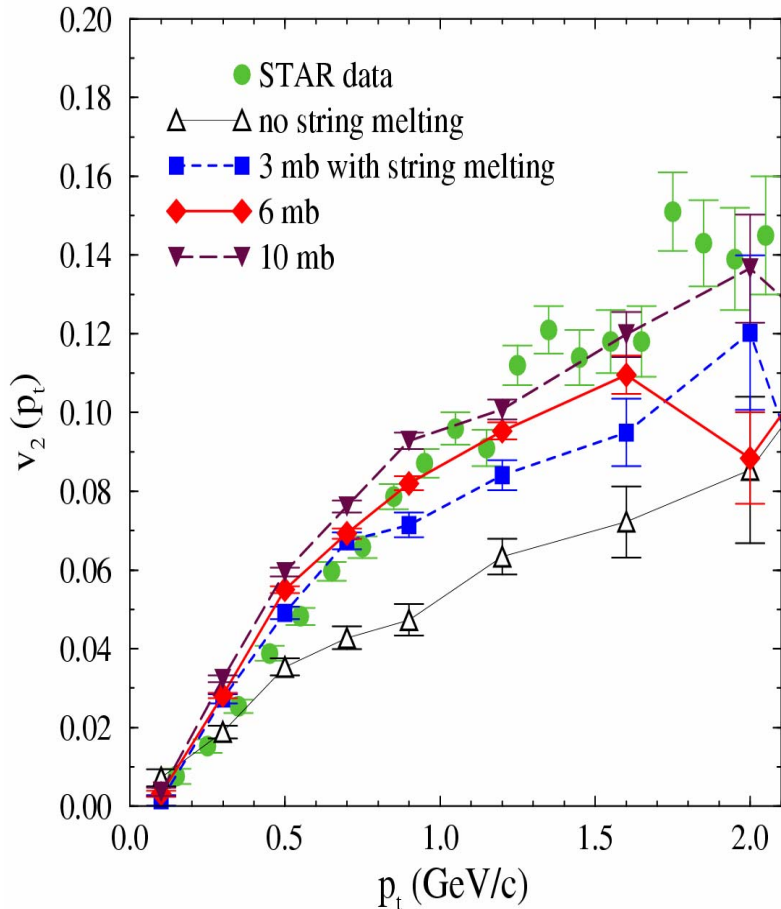 0.20
0.18
0.16
0.14
0.12
0.10
0.08
0.06
0.04
0.02
0.00
v2 (pt)
STAR data
no string melting
3 mb with string melting
6 mb
10 mb
0.0 0.5 1.0 1.5 2.0
pt (GeV/c)